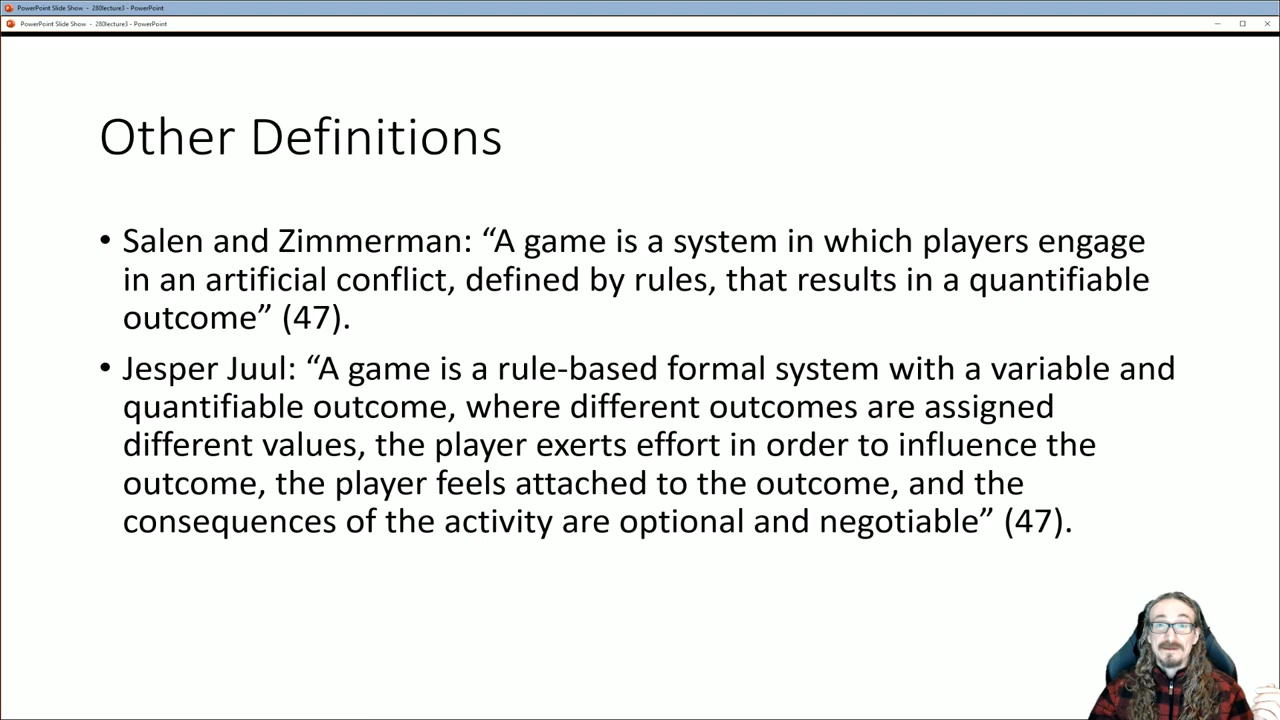 PowerPoint Slide Show - 280lecture3 - PowerPoint
PowerPoint Slide Show - 280lecture3 - PowerPoint
Other Definitions
• Salen and Zimmerman: “A game is a system in which players engage
in an artificial conflict, defined by rules, that results in a quantifiable
outcome” (47).
• Jesper Juul: “A game is a rule-based formal system with a variable and
quantifiable outcome, where different outcomes are assigned
different values, the player exerts effort in order to influence the
outcome, the player feels attached to the outcome, and the
consequences of the activity are optional and negotiable” (47).